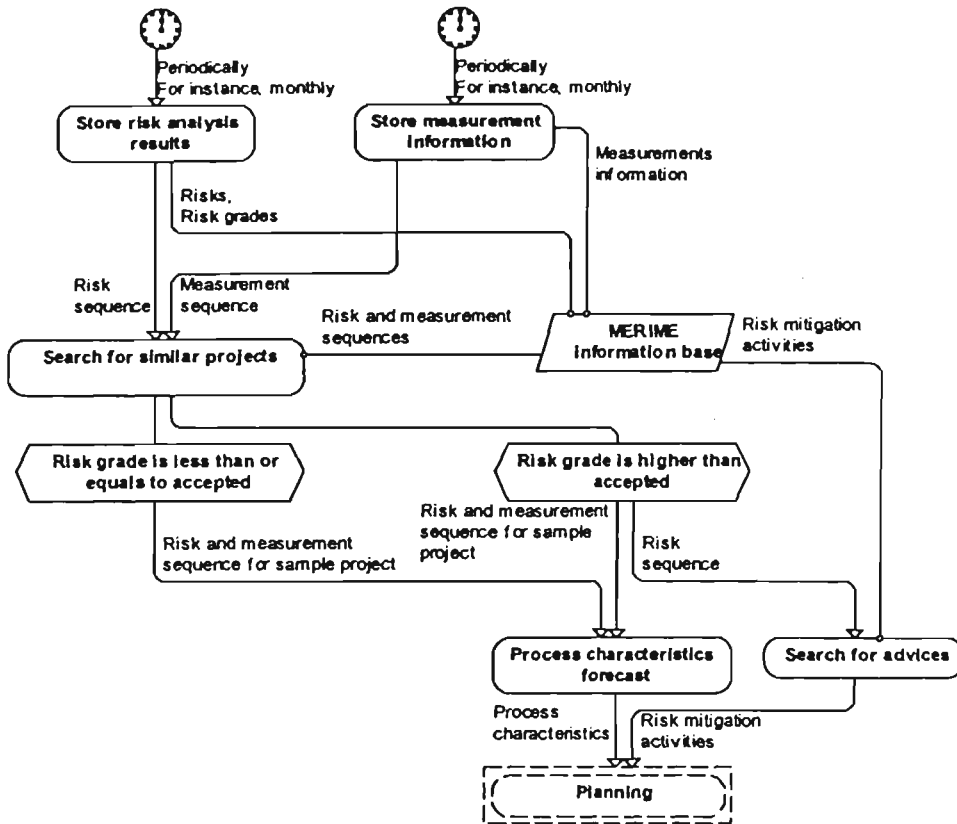 Periodically
For instance, monthly
Periodically
For instance, monthly
Store risk analysis
results
Store measurement
information
Measurements
information
Risks,
Risk grades
Risk
sequence
Measurement
sequence
Risk and measurement
sequences
MERIME
information base
Risk mitigation
activities
Search for similar projects
Risk grade is less than or
equals to accepted
Risk grade is higher than
accepted
Risk and measurement
sequence for sample project
Risk and measurement
sequence for sample
project
Risk
sequence
Process characteristics
forecast
Search for advices
Process
characteristics
Risk mitigation
activities
Planning